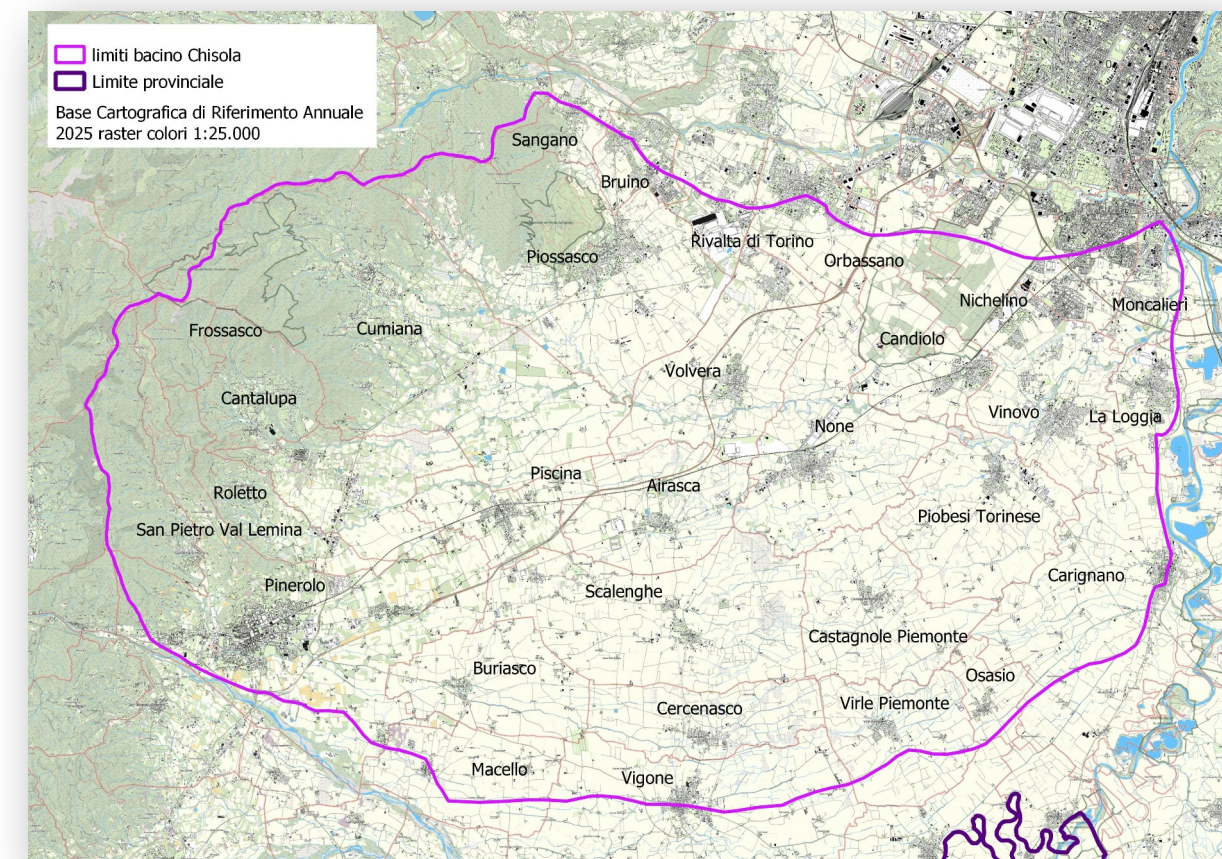 limiti bacino Chisola
Limite provinciale
Base Cartografica di Riferimento Annuale
2025 raster colori 1:25.000
Sangano
Bruino
Rivalta di Torino
Piossasco
Orbassano
Nichelino
Moncalieri
Frossasco
Cumiana
Candiolo
Volvera
Cantalupa
Vinovo
La Loggia
None
Piscina
Airasca
Roletto
Piobesi Torinese
San Pietro Val Lemina
Carignano
Pinerolo
Scalenghe
Castagnole Piemonte
Buriasco
Osasio
Virle Piemonte
Cercenasco
Macello
Vigone